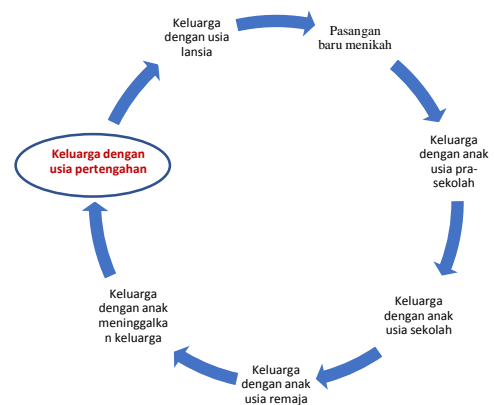 Keluarga
dengan usia
lansia
Pasangan
baru menikah
Keluarga
dengan anak
usia pra-
sekolah
Keluarga
dengan anak
usia sekolah
Keluarga
dengan anak
usia remaja
Keluarga
dengan anak
meninggalka
n keluarga
Keluarga dengan
usia pertengahan